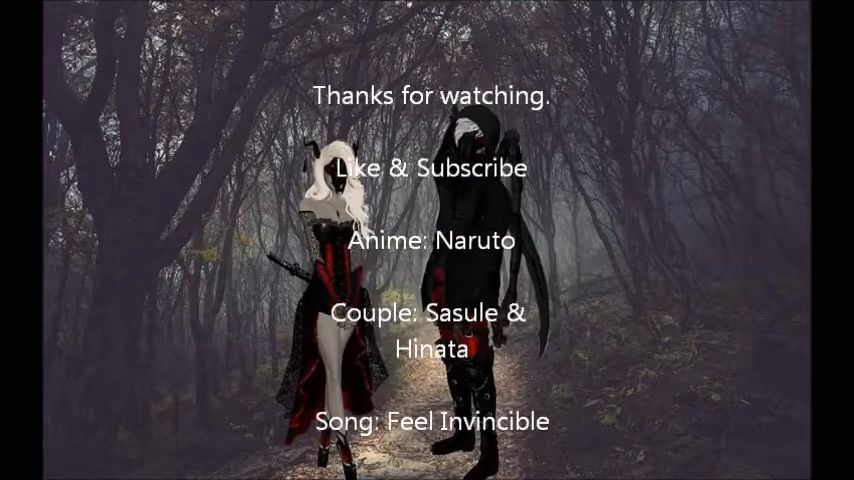 Thanks for watching.
Like & Subscribe
Anime: Naruto
Couple: Sasule &
Hinata
Song: Feel Invincible